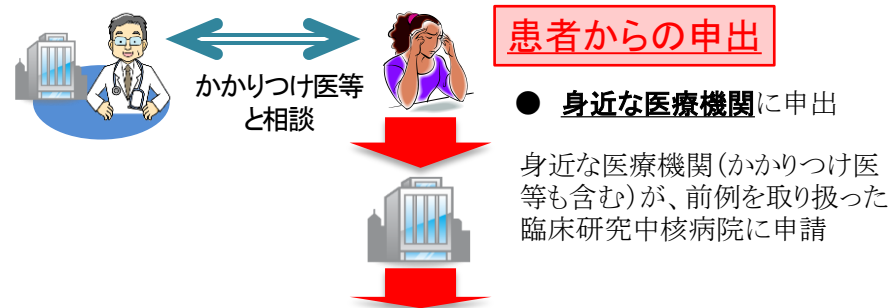 患者からの申出
かかりつけ医等
と相談
● 身近な医療機関に申出
身近な医療機関(かかりつけ医
等も含む)が、前例を取り扱った
臨床研究中核病院に申請